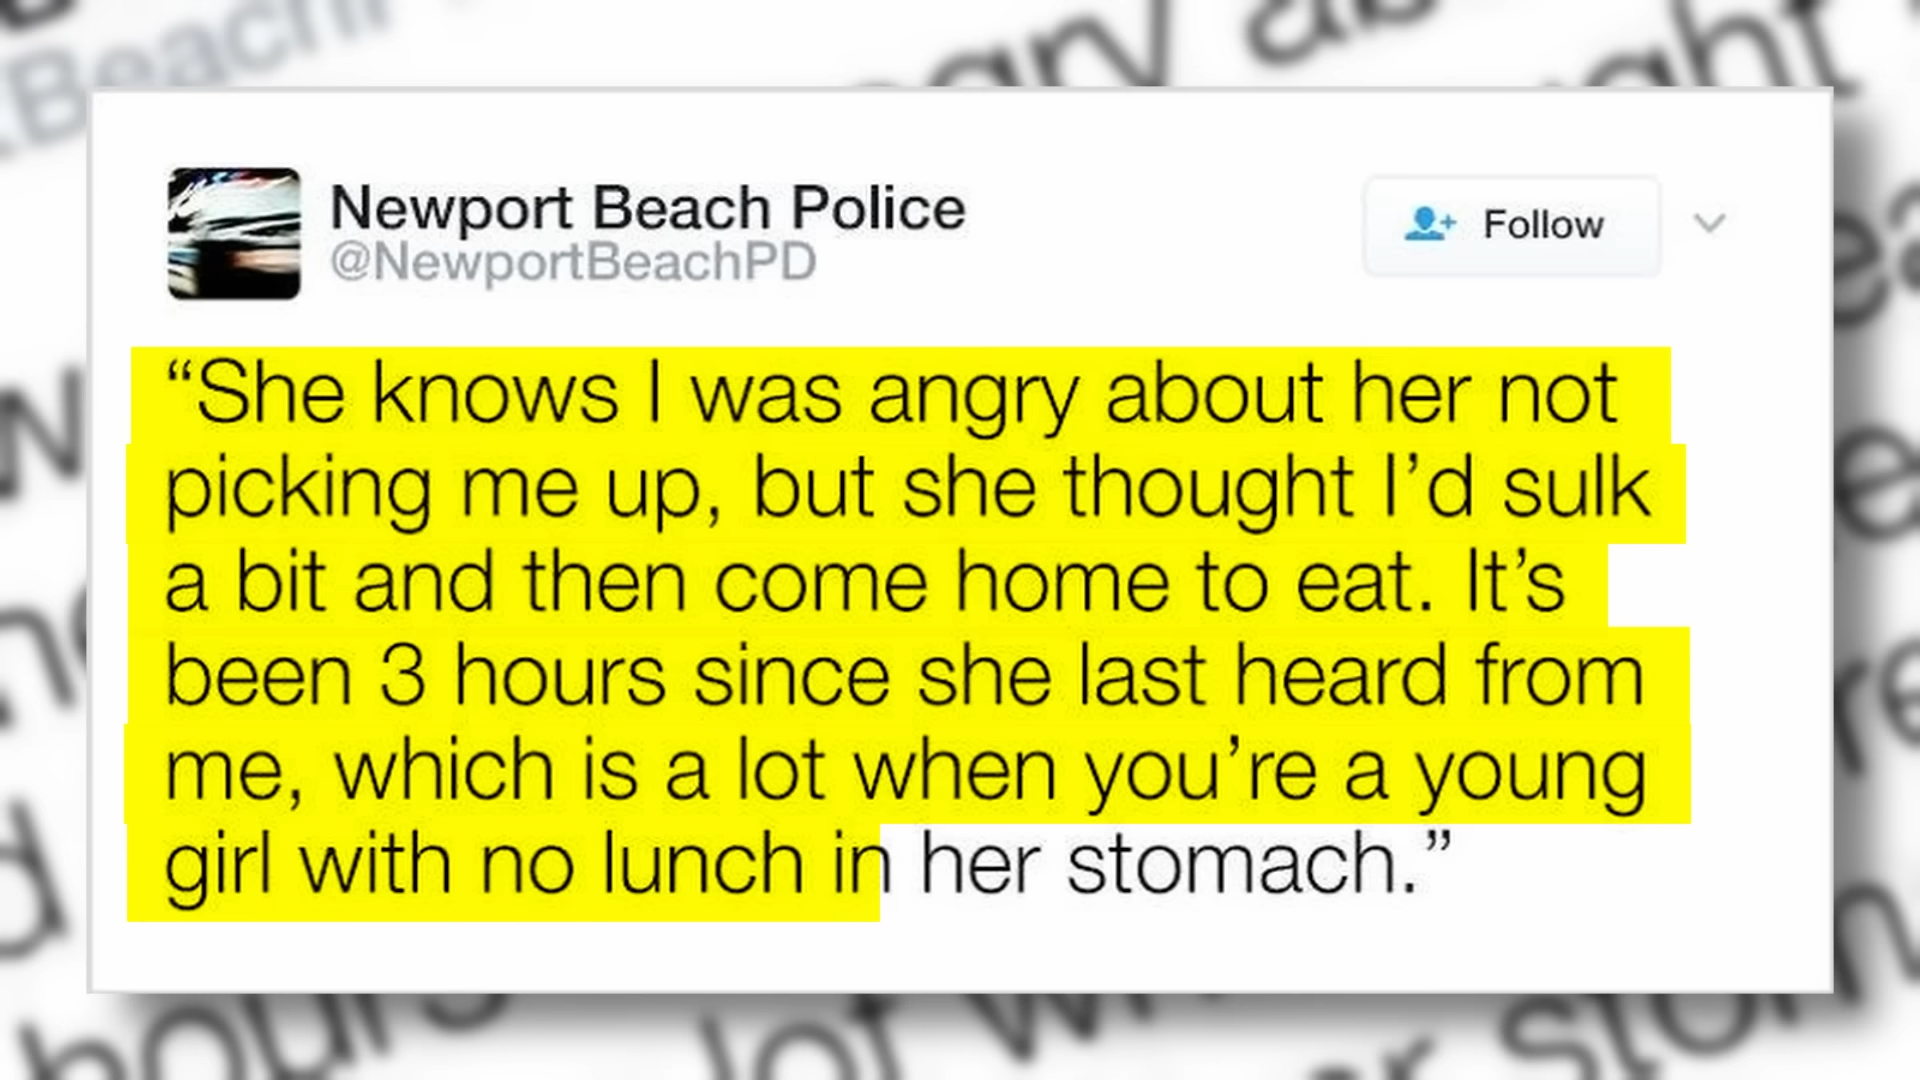 Newport Beach Police
@NewportBeachPD
Follow
“She knows I was angry about her not
picking me up, but she thought I’d sulk
a bit and then come home to eat. It’s
been 3 hours since she last heard from
me, which is a lot when you’re a young
girl with no lunch in her stomach.”